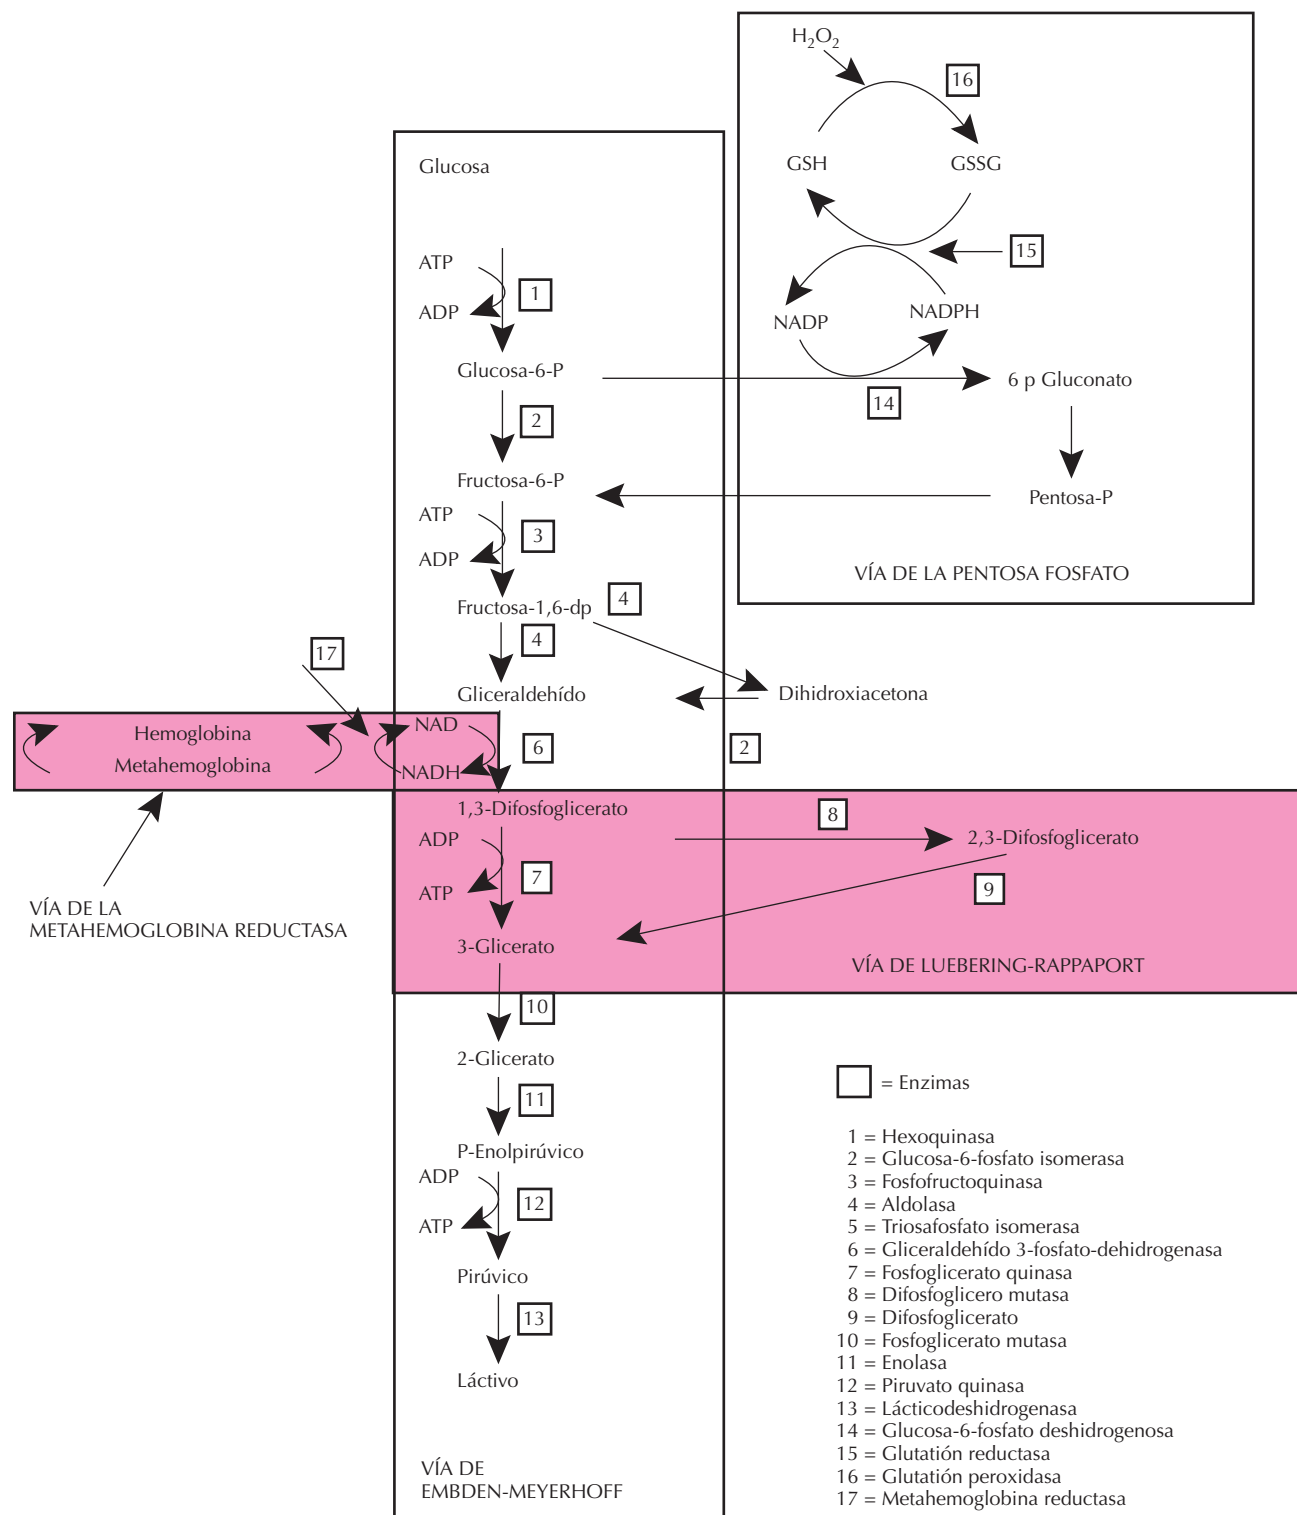 H₂O₂
16
GSH
GSSG
15
NADP
NADPH
14
6 p Gluconato
Pentosa-P
VÍA DE LA PENTOSA FOSFATO
Glucosa
ATP
1
ADP
Glucosa-6-P
2
Fructosa-6-P
ATP
3
ADP
Fructosa-1,6-dp
4
4
17
Gliceraldehído
Dihidroxiacetona
Hemoglobina
NAD
6
2
Metahemoglobina
NADH
1,3-Difosfoglicerato
8
ADP
2,3-Difosfoglicerato
7
ATP
9
VÍA DE LA
METAHEMOGLOBINA REDUCTASA
3-Glicerato
VÍA DE LUEBERING-RAPPAPORT
10
2-Glicerato
11
P-Enolpirúvico
ADP
12
ATP
Pirúvico
13
Láctivo
VÍA DE
EMBDEN-MEYERHOFF
= Enzimas
1 = Hexoquinasa
2 = Glucosa-6-fosfato isomerasa
3 = Fosfofructoquinasa
4 = Aldolasa
5 = Triosafosfato isomerasa
6 = Gliceraldehído 3-fosfato-dehidrogenasa
7 = Fosfoglicerato quinasa
8 = Difosfoglicero mutasa
9 = Difosfoglicerato
10 = Fosfoglicerato mutasa
11 = Enolasa
12 = Piruvato quinasa
13 = Lácticodeshidrogenasa
14 = Glucosa-6-fosfato deshidrogenosa
15 = Glutatión reductasa
16 = Glutatión peroxidasa
17 = Metahemoglobina reductasa